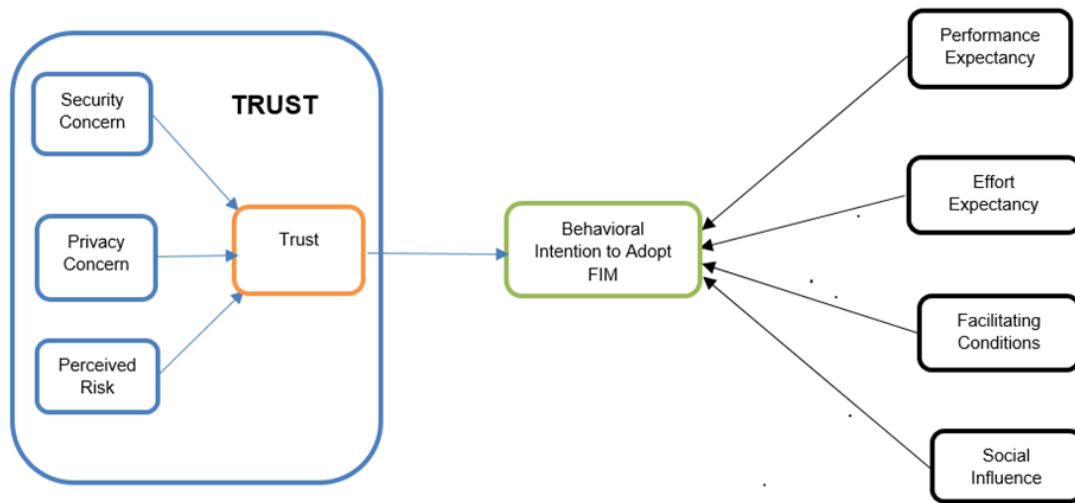 TRUST
Security
Concern
Privacy
Concern
Perceived
Risk
Trust
Behavioral
Intention to Adopt
FIM
Performance
Expectancy
Effort
Expectancy
Facilitating
Conditions
Social
Influence